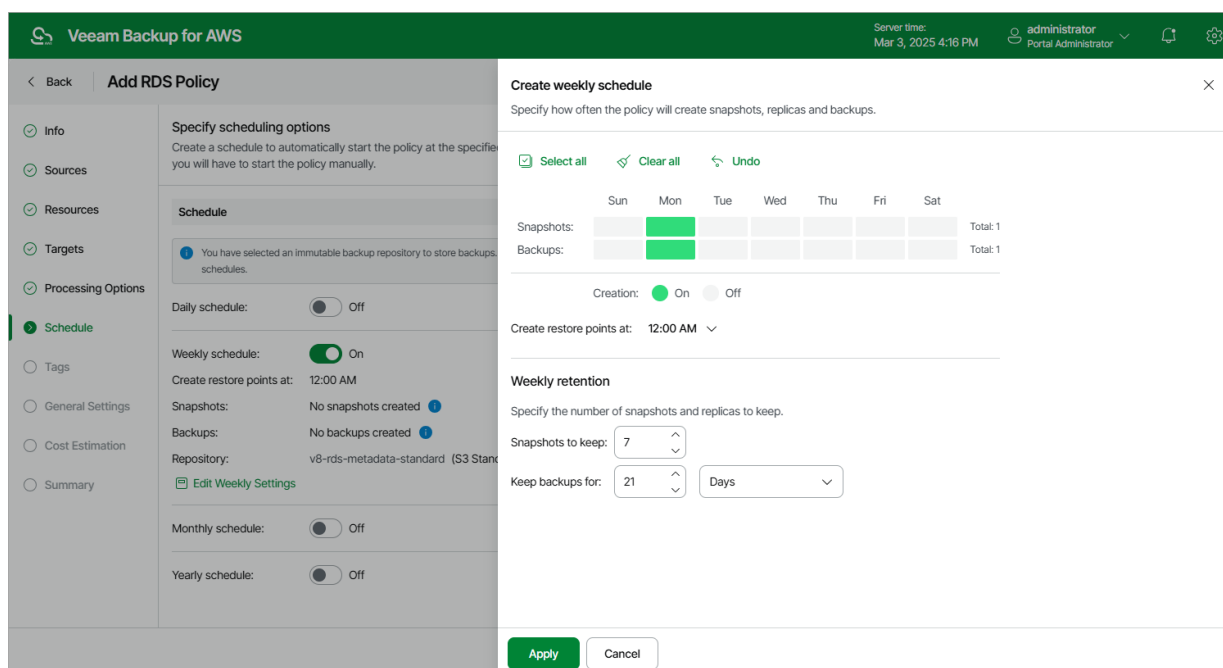 Veeam Backup for AWS
Server time:
Mar 3, 2025 4:16 PM
administrator
Portal Administrator
Back
Add RDS Policy
Info
Sources
Resources
Targets
Processing Options
Schedule
Tags
General Settings
Cost Estimation
Summary
Specify scheduling options
Create a schedule to automatically start the policy at the specifie
you will have to start the policy manually.
Schedule
You have selected an immutable backup repository to store backups.
schedules.
Daily schedule: Off
Weekly schedule: On
Create restore points at: 12:00 AM
Snapshots: No snapshots created
Backups: No backups created
Repository: v8-rds-metadata-standard (S3 Stand
Edit Weekly Settings
Monthly schedule: Off
Yearly schedule: Off
Create weekly schedule
Specify how often the policy will create snapshots, replicas and backups.
Select all Clear all Undo
Sun Mon Tue Wed Thu Fri Sat
Snapshots: Total: 1
Backups: Total: 1
Creation: On Off
Create restore points at: 12:00 AM
Weekly retention
Specify the number of snapshots and replicas to keep.
Snapshots to keep: 7
Keep backups for: 21 Days
Apply Cancel